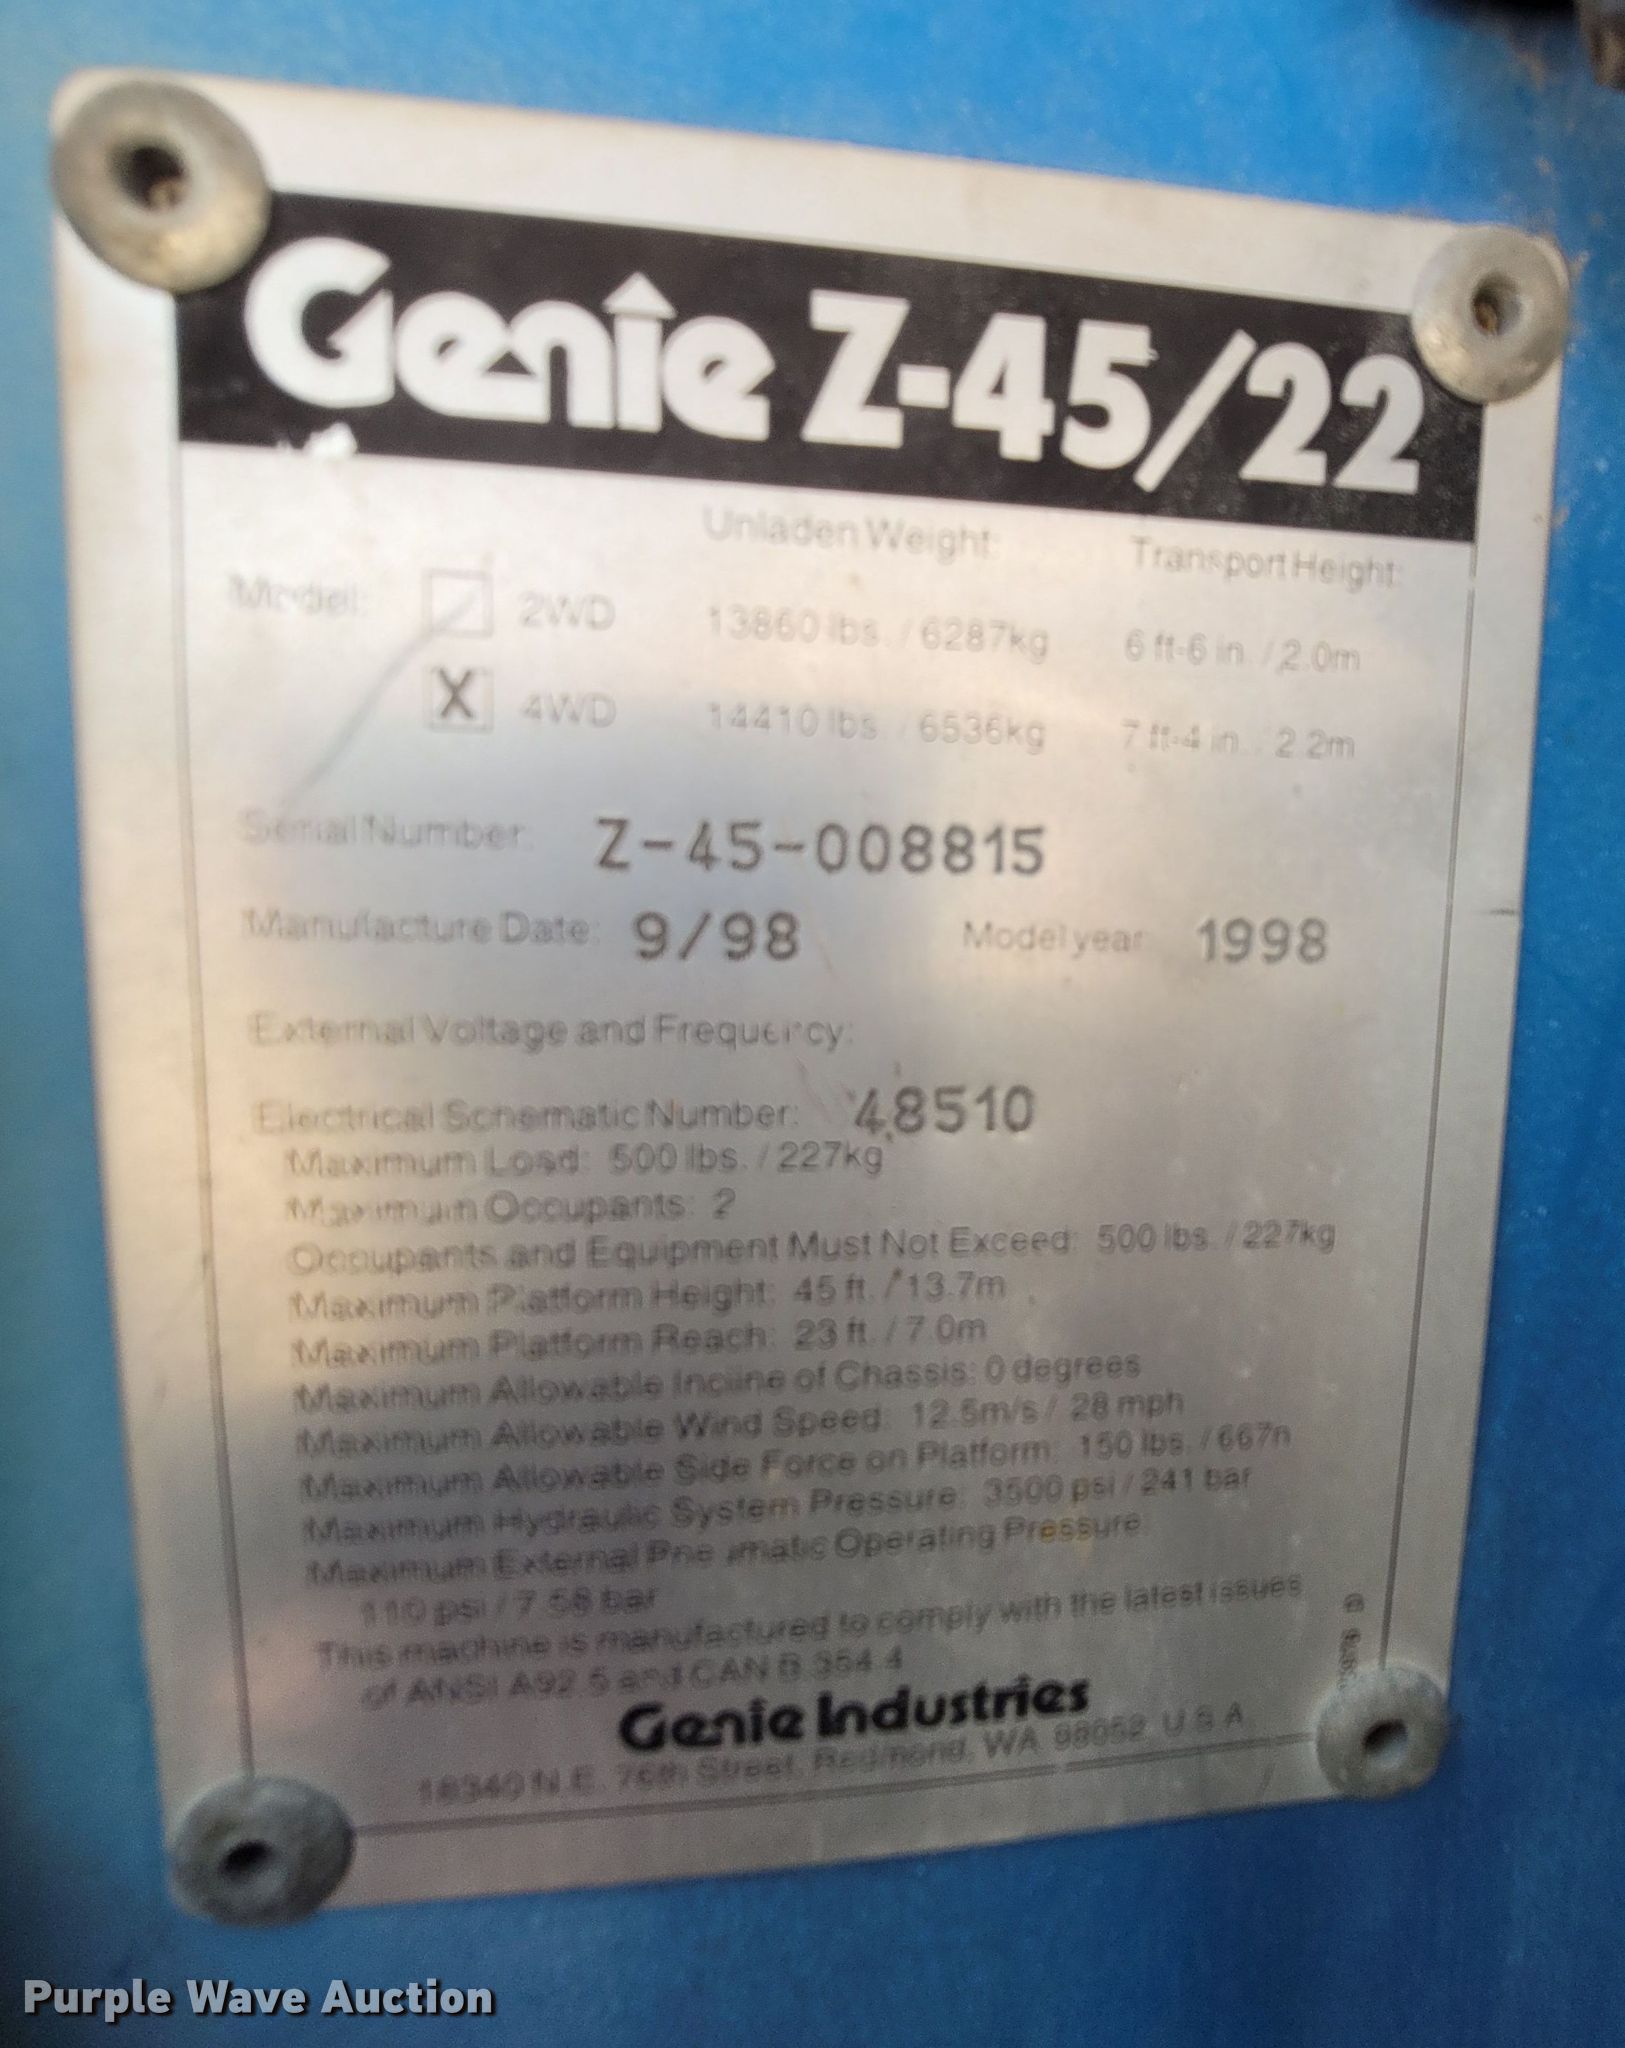 Genie Z-45/22
Unladen Weight: Transport Height:
Model: 2WD 13860 lbs. / 6287kg 6 ft-6 in. / 2.0m
X 4WD 14410 lbs. / 6536kg 7 ft-4 in. / 2.2m
Serial Number: Z-45-008815
Manufacture Date: 9/98 Model year: 1998
External Voltage and Frequency:
Electrical Schematic Number: 48510
Maximum Load: 500 lbs. / 227kg
Maximum Occupants: 2
Occupants and Equipment Must Not Exceed: 500 lbs. / 227kg
Maximum Platform Height: 45 ft. / 13.7m
Maximum Platform Reach: 23 ft. / 7.0m
Maximum Allowable Incline of Chassis: 0 degrees
Maximum Allowable Wind Speed: 12.5m/s / 28 mph
Maximum Allowable Side Force on Platform: 150 lbs. / 667n
Maximum Hydraulic System Pressure: 3500 psi / 241 bar
Maximum External Pneumatic Operating Pressure:
110 psi / 7.58 bar
This machine is manufactured to comply with the latest issues
of ANSI A92.5 and CAN B 354.4
Genie Industries
18340 N.E. 76th Street, Redmond, WA 98052 U.S.A.
Purple Wave Auction